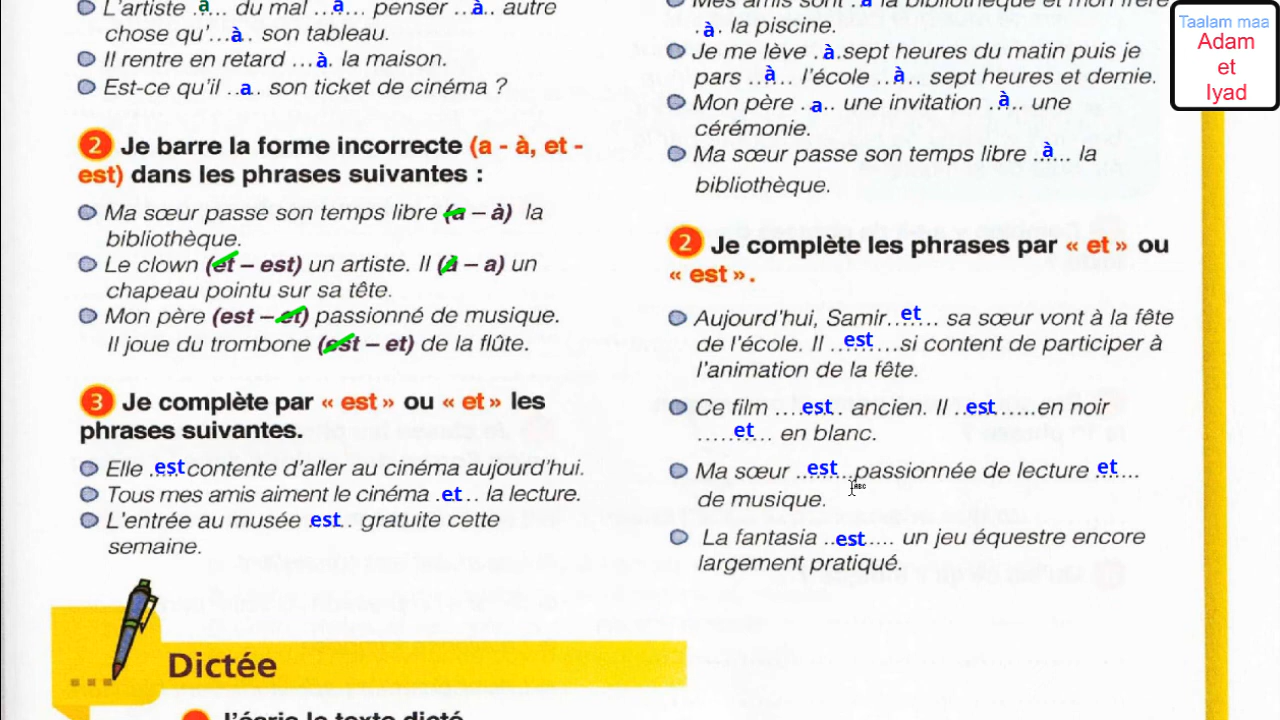 L'artiste ..a.... du mal ...à... penser ..à.. autre
chose qu'...à.. son tableau.
Il rentre en retard ...à. la maison.
Est-ce qu'il ..a.. son ticket de cinéma ?
2 Je barre la forme incorrecte (a - à, et -
est) dans les phrases suivantes :
Ma sœur passe son temps libre (a – à) la
bibliothèque.
Le clown (et – est) un artiste. Il (à – a) un
chapeau pointu sur sa tête.
Mon père (est – et) passionné de musique.
Il joue du trombone (est – et) de la flûte.
3 Je complète par « est » ou « et » les
phrases suivantes.
Elle .est contente d'aller au cinéma aujourd'hui.
Tous mes amis aiment le cinéma .et.. la lecture.
L'entrée au musée .est.. gratuite cette
semaine.
Dictée
J'écris le texte dicté
Mes amis sont .à la bibliothèque et mon frère
.à. la piscine.
Je me lève .à.sept heures du matin puis je
pars ..à... l'école ..à.. sept heures et demie.
Mon père .a.. une invitation .à.. une
cérémonie.
Ma sœur passe son temps libre ..à... la
bibliothèque.
2 Je complète les phrases par « et » ou
« est ».
Aujourd'hui, Samir..et.... sa sœur vont à la fête
de l'école. Il ..est....si content de participer à
l'animation de la fête.
Ce film ...est.. ancien. Il ..est......en noir
.....et.... en blanc.
Ma sœur ..est...passionnée de lecture et....
de musique.
La fantasia ..est.... un jeu équestre encore
largement pratiqué.
Taalam maa
Adam
et
Iyad